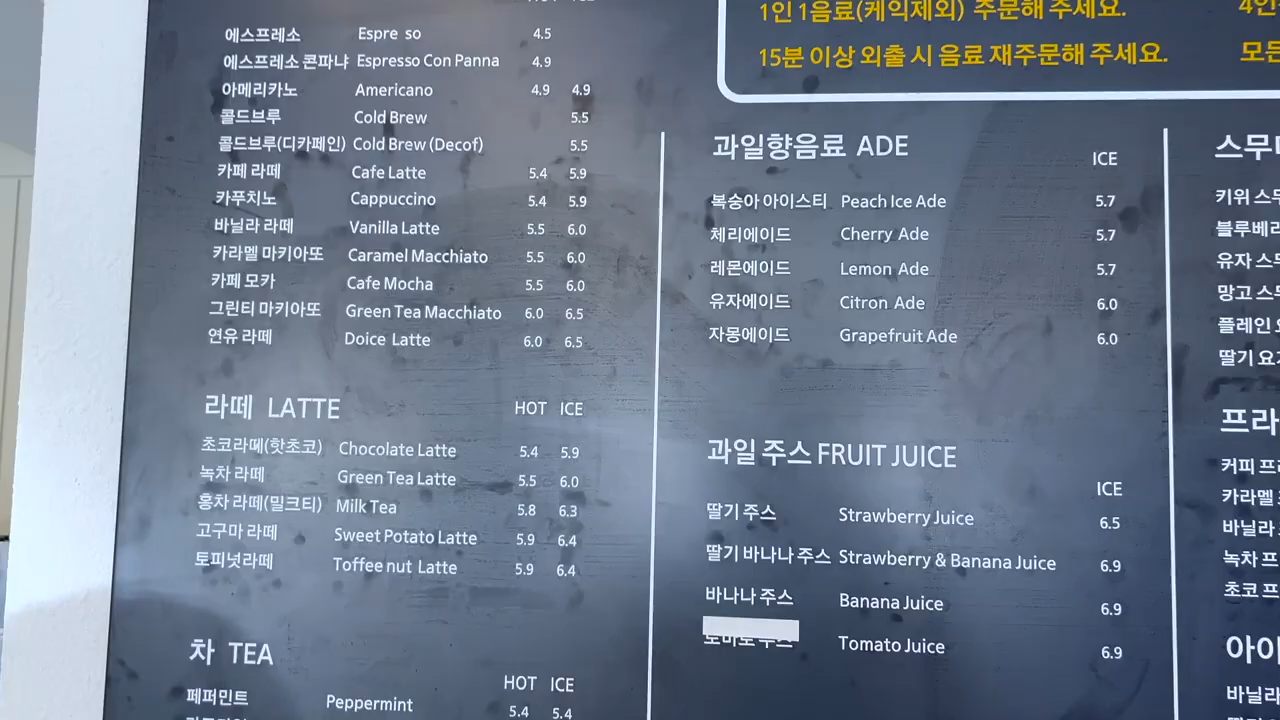 HOT ICE
에스프레소 Espre so 4.5
에스프레소 콘파냐 Espresso Con Panna 4.9
아메리카노 Americano 4.9 4.9
콜드브루 Cold Brew 5.5
콜드브루(디카페인) Cold Brew (Decof) 5.5
카페 라떼 Cafe Latte 5.4 5.9
카푸치노 Cappuccino 5.4 5.9
바닐라 라떼 Vanilla Latte 5.5 6.0
카라멜 마키아또 Caramel Macchiato 5.5 6.0
카페 모카 Cafe Mocha 5.5 6.0
그린티 마키아또 Green Tea Macchiato 6.0 6.5
연유 라떼 Doice Latte 6.0 6.5
라떼 LATTE HOT ICE
초코라떼(핫초코) Chocolate Latte 5.4 5.9
녹차 라떼 Green Tea Latte 5.5 6.0
홍차 라떼(밀크티) Milk Tea 5.8 6.3
고구마 라떼 Sweet Potato Latte 5.9 6.4
토피넛라떼 Toffee nut Latte 5.9 6.4
차 TEA
HOT ICE
페퍼민트 Peppermint 5.4 5.4
1인 1음료(케익제외) 주문해 주세요.
15분 이상 외출 시 음료 재주문해 주세요.
과일향음료 ADE ICE
복숭아 아이스티 Peach Ice Ade 5.7
체리에이드 Cherry Ade 5.7
레몬에이드 Lemon Ade 5.7
유자에이드 Citron Ade 6.0
자몽에이드 Grapefruit Ade 6.0
과일 주스 FRUIT JUICE
ICE
딸기 주스 Strawberry Juice 6.5
딸기 바나나 주스 Strawberry & Banana Juice 6.9
바나나 주스 Banana Juice 6.9
Tomato Juice 6.9
4인
모든
스무
키위
블루베리
유자
망고
플레인
딸기
프라
커피
카라멜
바닐라
녹차
초코
아이
바닐라